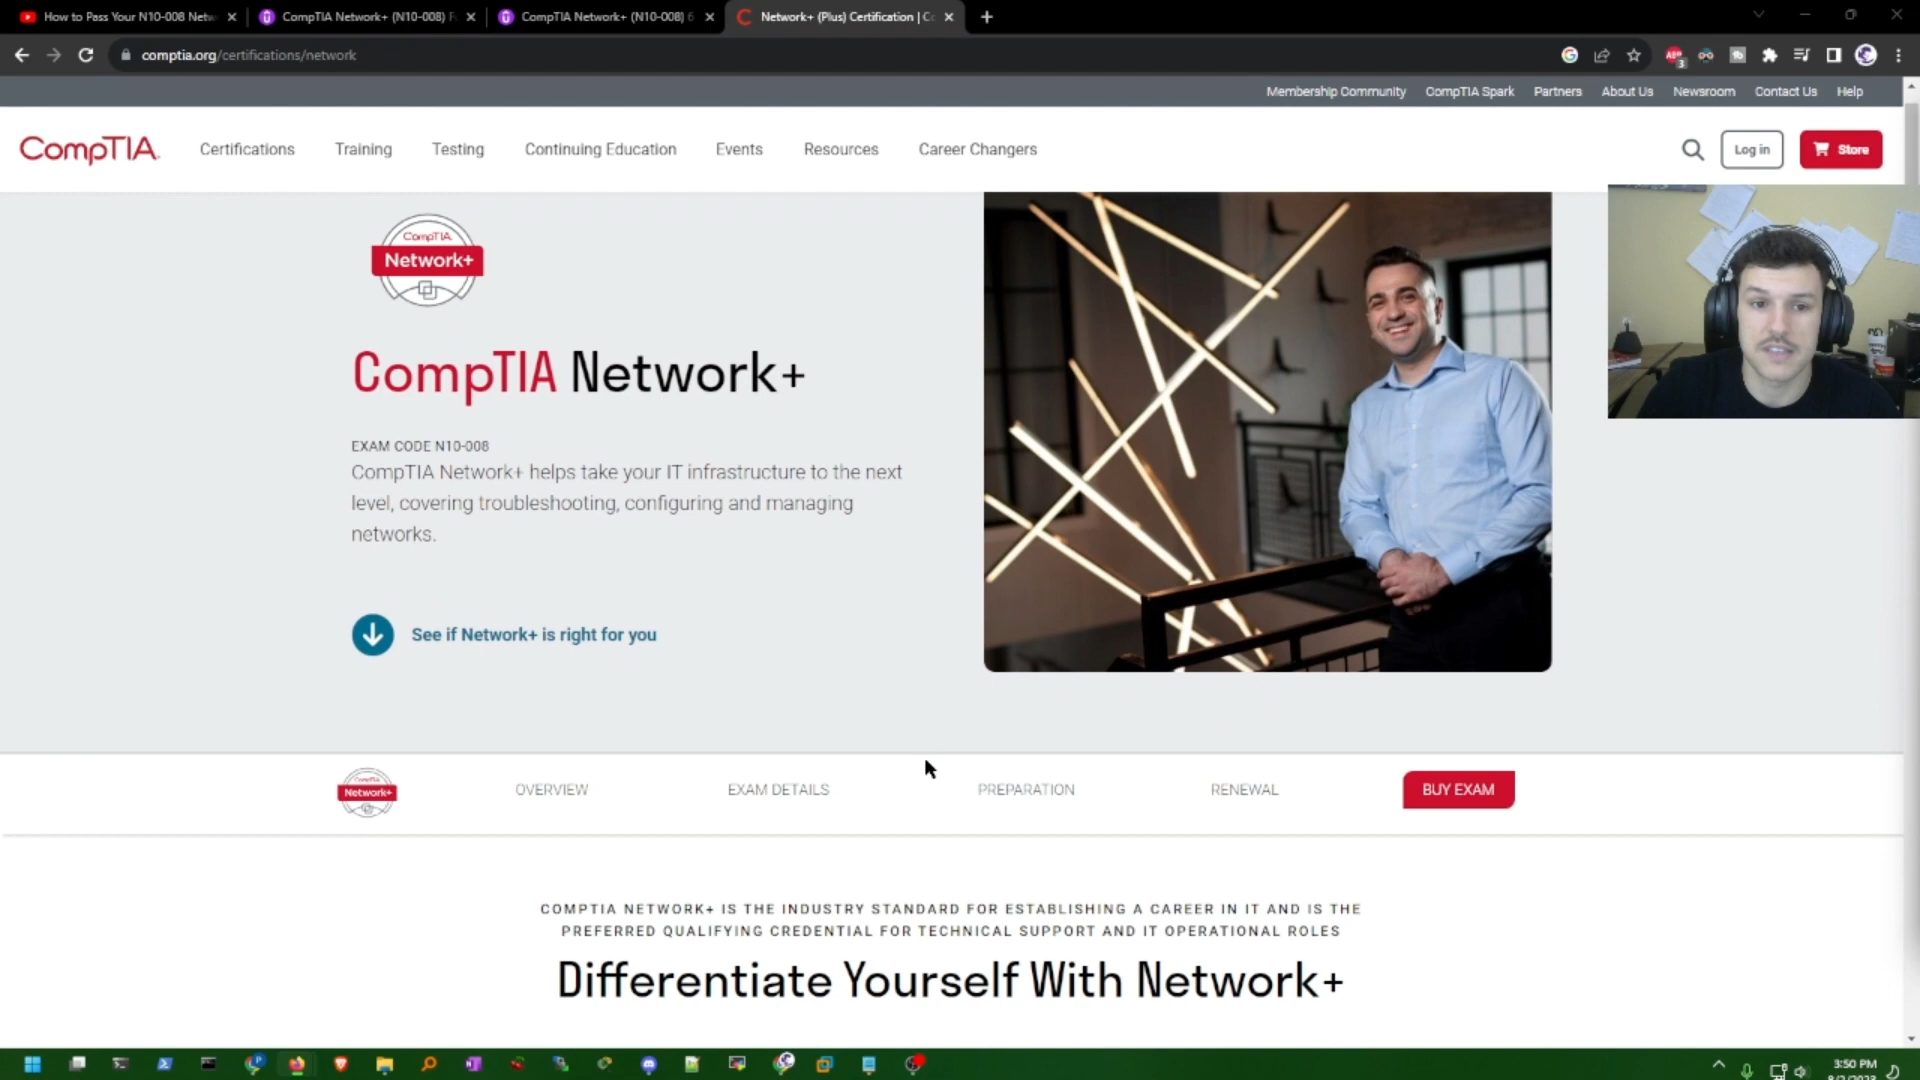 How to Pass Your N10-008 Netw
CompTIA Network+ (N10-008) F
CompTIA Network+ (N10-008) 6
Network+ (Plus) Certification | Co
comptia.org/certifications/network
Membership Community
CompTIA Spark
Partners
About Us
Newsroom
Contact Us
Help
CompTIA.
Certifications
Training
Testing
Continuing Education
Events
Resources
Career Changers
Log in
Store
CompTIA
Network+
CompTIA Network+
EXAM CODE N10-008
CompTIA Network+ helps take your IT infrastructure to the next
level, covering troubleshooting, configuring and managing
networks.
See if Network+ is right for you
CompTIA
Network+
OVERVIEW
EXAM DETAILS
PREPARATION
RENEWAL
BUY EXAM
COMPTIA NETWORK+ IS THE INDUSTRY STANDARD FOR ESTABLISHING A CAREER IN IT AND IS THE
PREFERRED QUALIFYING CREDENTIAL FOR TECHNICAL SUPPORT AND IT OPERATIONAL ROLES
Differentiate Yourself With Network+
3:50 PM